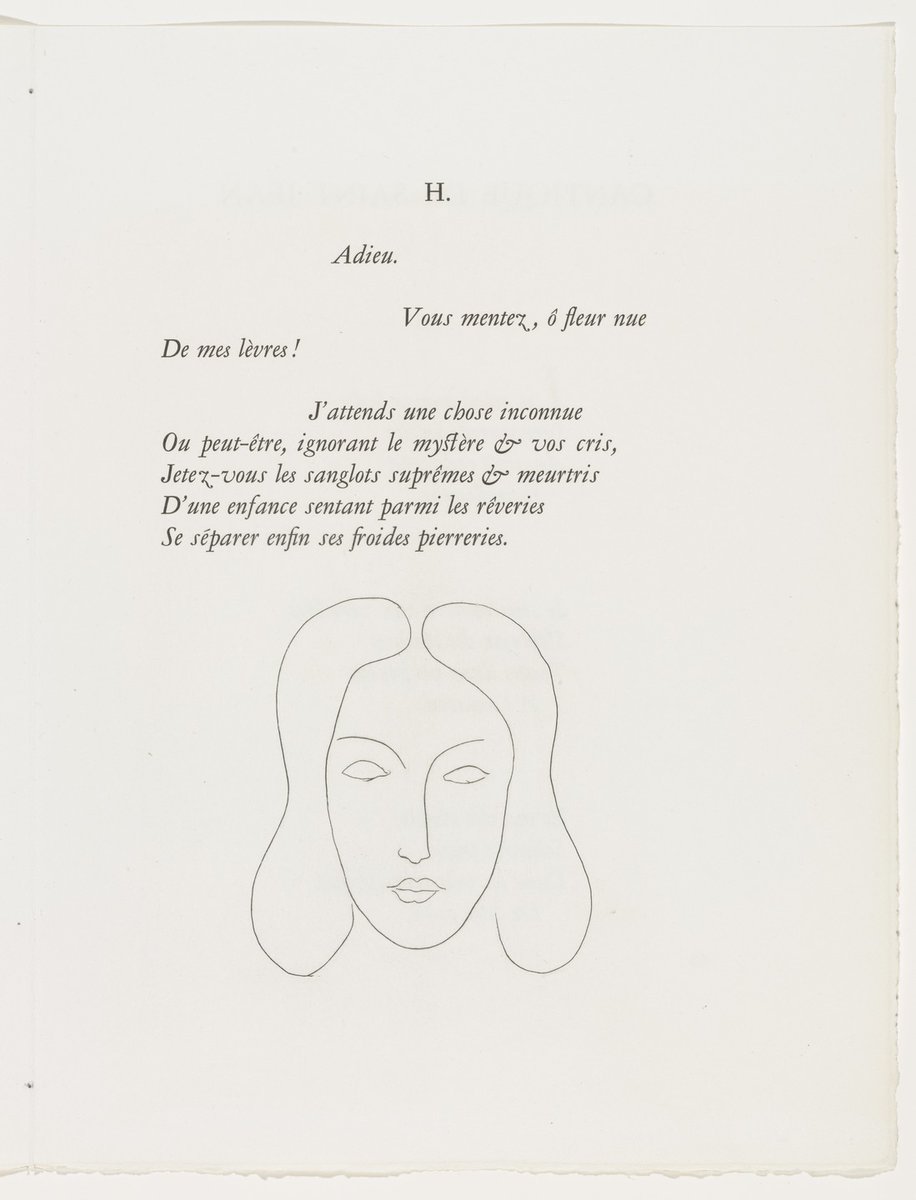 H.
Adieu.
Vous mentez, ô fleur nue
De mes lèvres!
J'attends une chose inconnue
Ou peut-être, ignorant le mystère & vos cris,
Jetez-vous les sanglots suprêmes & meurtris
D'une enfance sentant parmi les rêveries
Se séparer enfin ses froides pierreries.